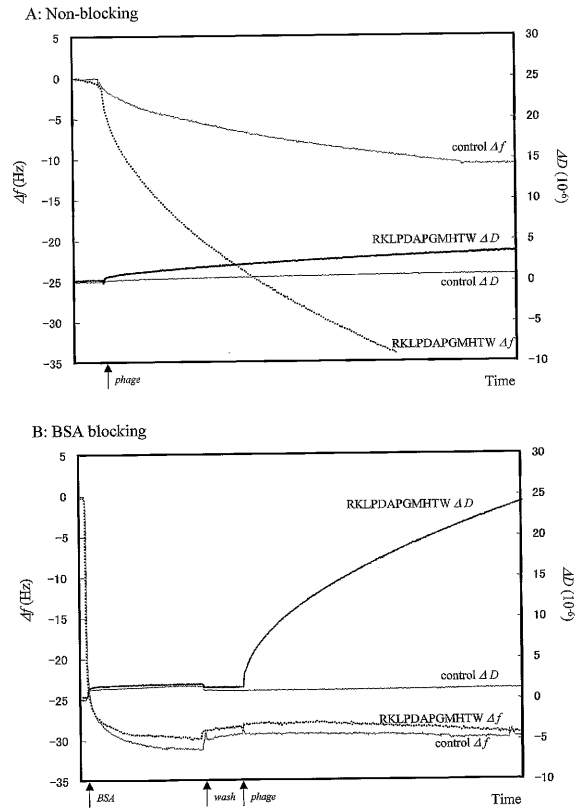 A: Non-blocking
5
0
−5
−10
−15
−20
−25
−30
−35
Δf (Hz)
30
25
20
15
10
5
0
−5
−10
ΔD (10-6)
control Δf
RKLPDAPGMHTW ΔD
control ΔD
RKLPDAPGMHTW Δf
phage
Time
B: BSA blocking
5
0
−5
−10
−15
−20
−25
−30
−35
Δf (Hz)
30
25
20
15
10
5
0
−5
−10
ΔD (10-6)
RKLPDAPGMHTW ΔD
control ΔD
RKLPDAPGMHTW Δf
control Δf
BSA
wash
phage
Time